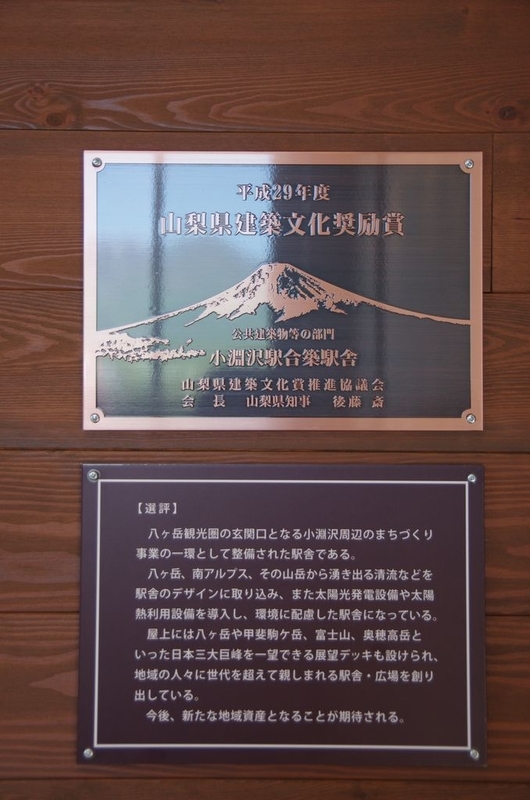 平成29年度
山梨県建築文化奨励賞
公共建築物等の部門
小淵沢駅合築駅舎
山梨県建築文化賞推進協議会
会長 山梨県知事 後藤 斎
【選評】
八ヶ岳観光圏の玄関口となる小淵沢周辺のまちづくり
事業の一環として整備された駅舎である。
八ヶ岳、南アルプス、その山岳から湧き出る清流などを
駅舎のデザインに取り込み、また太陽光発電設備や太陽
熱利用設備を導入し、環境に配慮した駅舎になっている。
屋上には八ヶ岳や甲斐駒ケ岳、富士山、奥穂高岳と
いった日本三大巨峰を一望できる展望デッキも設けられ、
地域の人々に世代を超えて親しまれる駅舎・広場を創り
出している。
今後、新たな地域資産となることが期待される。